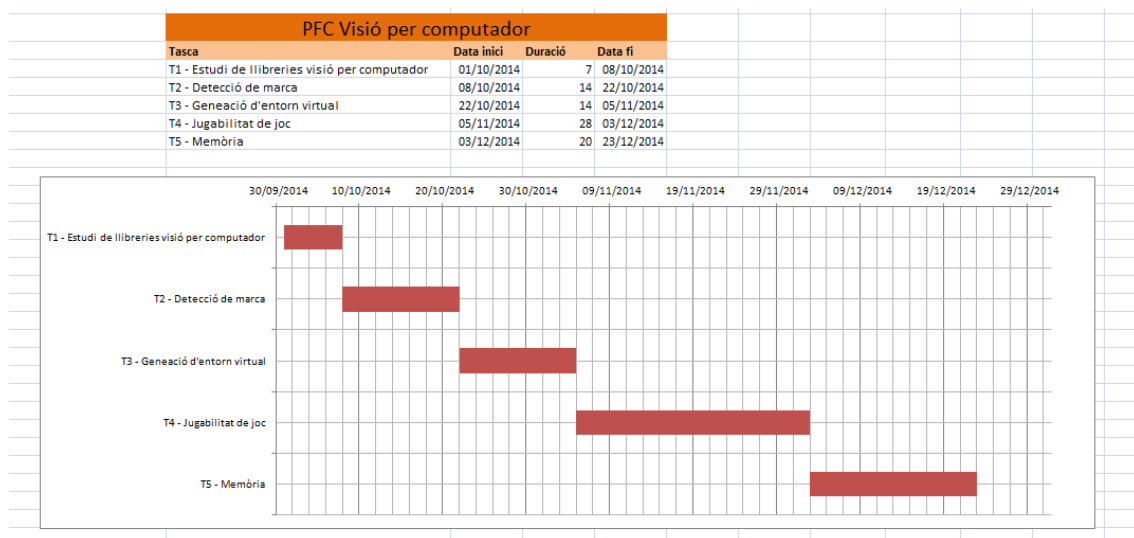 PFC Visió per computador
Tasca Data inici Duració Data fi
T1 - Estudi de llibreries visió per computador 01/10/2014 7 08/10/2014
T2 - Detecció de marca 08/10/2014 14 22/10/2014
T3 - Geneació d'entorn virtual 22/10/2014 14 05/11/2014
T4 - Jugabilitat de joc 05/11/2014 28 03/12/2014
T5 - Memòria 03/12/2014 20 23/12/2014
30/09/2014 10/10/2014 20/10/2014 30/10/2014 09/11/2014 19/11/2014 29/11/2014 09/12/2014 19/12/2014 29/12/2014
T1 - Estudi de llibreries visió per computador
T2 - Detecció de marca
T3 - Geneació d'entorn virtual
T4 - Jugabilitat de joc
T5 - Memòria